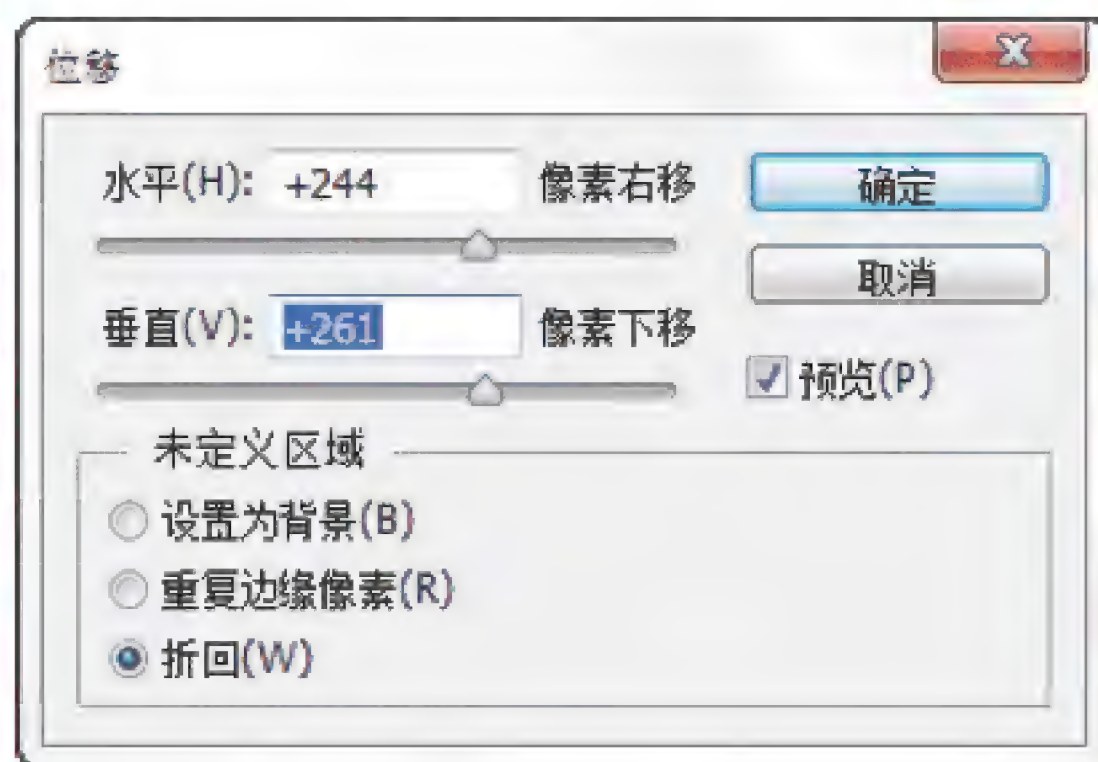 位移
水平(H): +244 像素右移
确定
取消
垂直(V): +261 像素下移
预览(P)
未定义区域
设置为背景(B)
重复边缘像素(R)
折回(W)